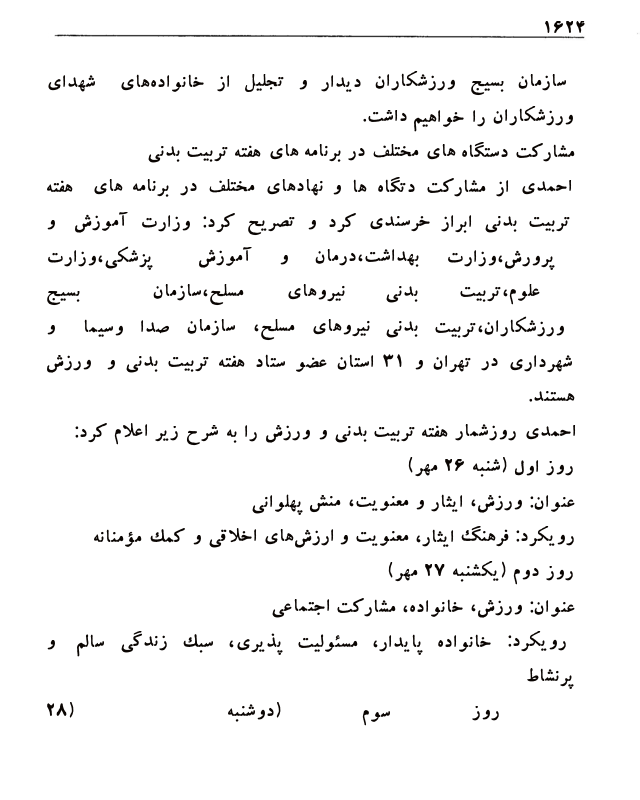 ۱۶۲۴
سازمان بسیج ورزشکاران دیدار و تجلیل از خانواده‌های شهدای
ورزشکاران را خواهیم داشت.
مشارکت دستگاه های مختلف در برنامه های هفته تربیت بدنی
احمدی از مشارکت دتگاه ها و نهادهای مختلف در برنامه های هفته
تربیت بدنی ابراز خرسندی کرد و تصریح کرد: وزارت آموزش و
پرورش،وزارت بهداشت،درمان و آموزش پزشکی،وزارت
علوم،تربیت بدنی نیروهای مسلح،سازمان بسیج
ورزشکاران،تربیت بدنی نیروهای مسلح، سازمان صدا وسیما و
شهرداری در تهران و ۳۱ استان عضو ستاد هفته تربیت بدنی و ورزش
هستند.
احمدی روزشمار هفته تربیت بدنی و ورزش را به شرح زیر اعلام کرد:
روز اول (شنبه ۲۶ مهر)
عنوان: ورزش، ایثار و معنویت، منش پهلوانی
رویکرد: فرهنگ ایثار، معنویت و ارزش‌های اخلاقی و کمک مؤمنانه
روز دوم (یکشنبه ۲۷ مهر)
عنوان: ورزش، خانواده، مشارکت اجتماعی
رویکرد: خانواده پایدار، مسئولیت پذیری، سبک زندگی سالم و
پرنشاط
روز سوم (دوشنبه ۲۸)